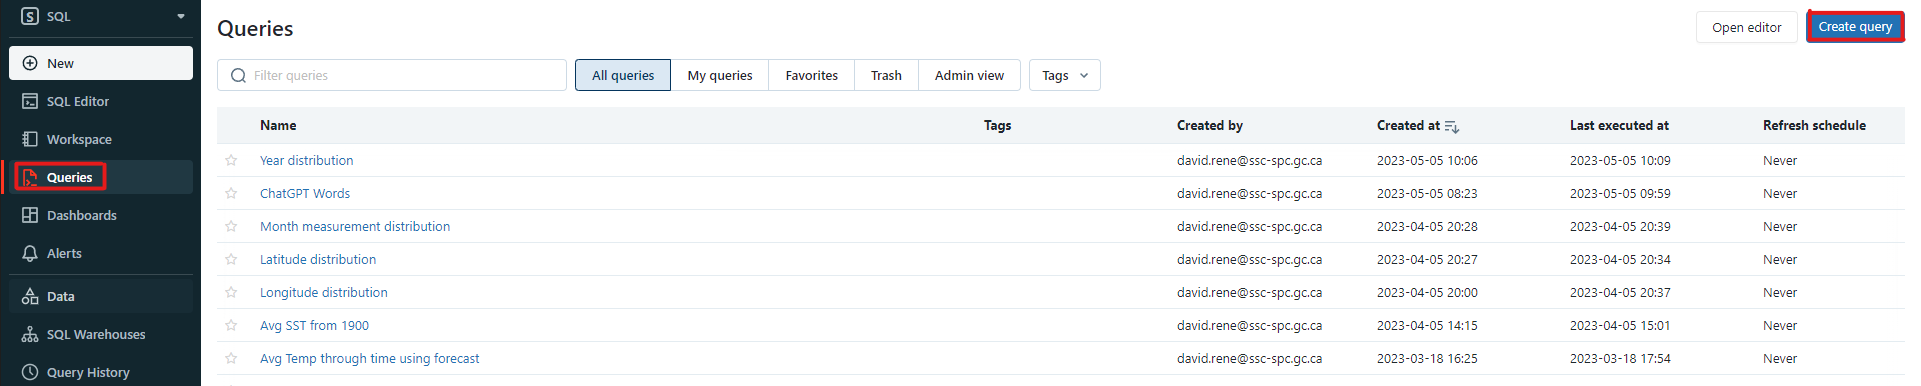 SQL
New
SQL Editor
Workspace
Queries
Dashboards
Alerts
Data
SQL Warehouses
Query History
Queries
Open editor
Create query
Filter queries
All queries
My queries
Favorites
Trash
Admin view
Tags
Name Tags Created by Created at Last executed at Refresh schedule
Year distribution david.rene@ssc-spc.gc.ca 2023-05-05 10:06 2023-05-05 10:09 Never
ChatGPT Words david.rene@ssc-spc.gc.ca 2023-05-05 08:23 2023-05-05 09:59 Never
Month measurement distribution david.rene@ssc-spc.gc.ca 2023-04-05 20:28 2023-04-05 20:39 Never
Latitude distribution david.rene@ssc-spc.gc.ca 2023-04-05 20:27 2023-04-05 20:34 Never
Longitude distribution david.rene@ssc-spc.gc.ca 2023-04-05 20:00 2023-04-05 20:37 Never
Avg SST from 1900 david.rene@ssc-spc.gc.ca 2023-04-05 14:15 2023-04-05 15:01 Never
Avg Temp through time using forecast david.rene@ssc-spc.gc.ca 2023-03-18 16:25 2023-03-18 17:54 Never